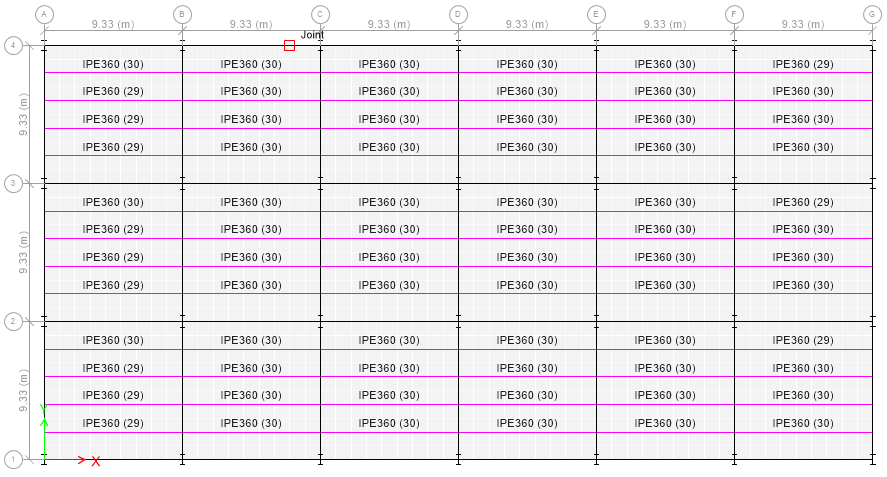 A B C D E F G
9.33 (m) 9.33 (m) 9.33 (m) 9.33 (m) 9.33 (m) 9.33 (m)
Joint
4
IPE360 (30) IPE360 (30) IPE360 (30) IPE360 (30) IPE360 (30) IPE360 (29)
IPE360 (29) IPE360 (30) IPE360 (30) IPE360 (30) IPE360 (30) IPE360 (30)
9.33 (m)
IPE360 (29) IPE360 (30) IPE360 (30) IPE360 (30) IPE360 (30) IPE360 (30)
IPE360 (29) IPE360 (30) IPE360 (30) IPE360 (30) IPE360 (30) IPE360 (30)
3
IPE360 (30) IPE360 (30) IPE360 (30) IPE360 (30) IPE360 (30) IPE360 (29)
IPE360 (29) IPE360 (30) IPE360 (30) IPE360 (30) IPE360 (30) IPE360 (30)
9.33 (m)
IPE360 (29) IPE360 (30) IPE360 (30) IPE360 (30) IPE360 (30) IPE360 (30)
IPE360 (29) IPE360 (30) IPE360 (30) IPE360 (30) IPE360 (30) IPE360 (30)
2
IPE360 (30) IPE360 (30) IPE360 (30) IPE360 (30) IPE360 (30) IPE360 (29)
IPE360 (29) IPE360 (30) IPE360 (30) IPE360 (30) IPE360 (30) IPE360 (30)
9.33 (m)
IPE360 (29) IPE360 (30) IPE360 (30) IPE360 (30) IPE360 (30) IPE360 (30)
Y
IPE360 (29) IPE360 (30) IPE360 (30) IPE360 (30) IPE360 (30) IPE360 (30)
1
X